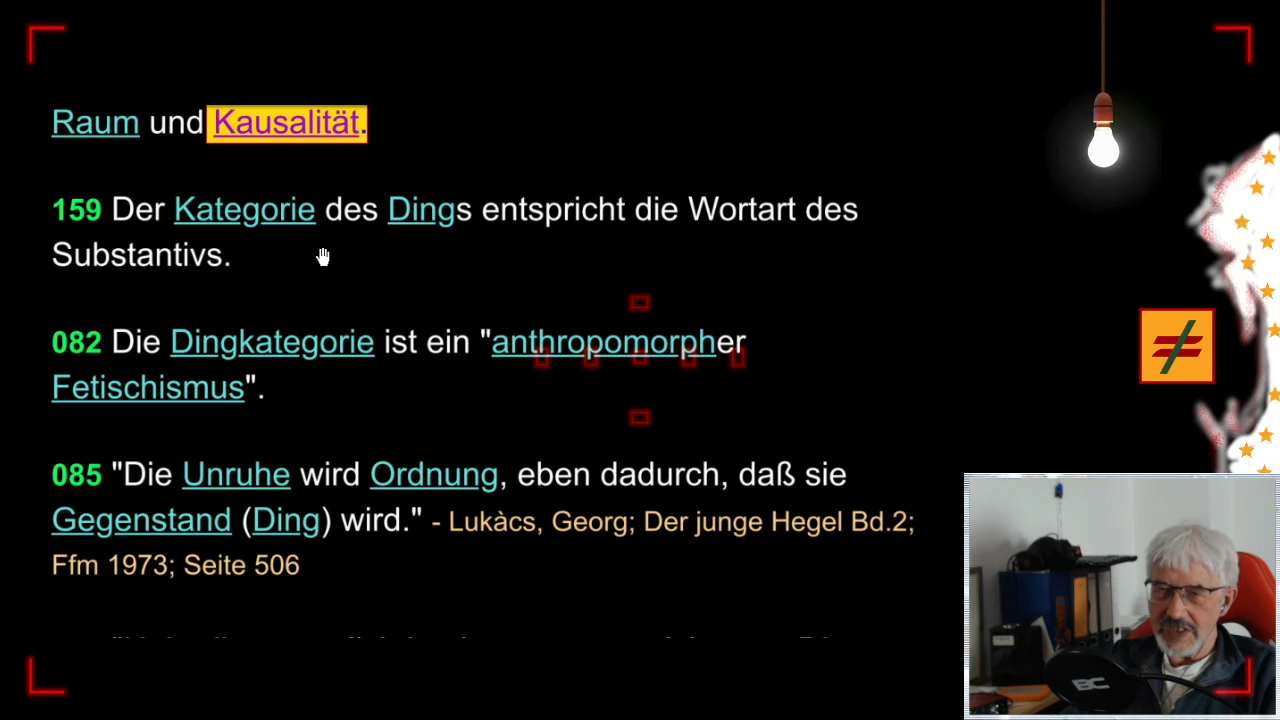 Raum und Kausalität.
159 Der Kategorie des Dings entspricht die Wortart des
Substantivs.
082 Die Dingkategorie ist ein "anthropomorpher
Fetischismus".
085 "Die Unruhe wird Ordnung, eben dadurch, daß sie
Gegenstand (Ding) wird." - Lukàcs, Georg; Der junge Hegel Bd.2;
Ffm 1973; Seite 506
≠
BC